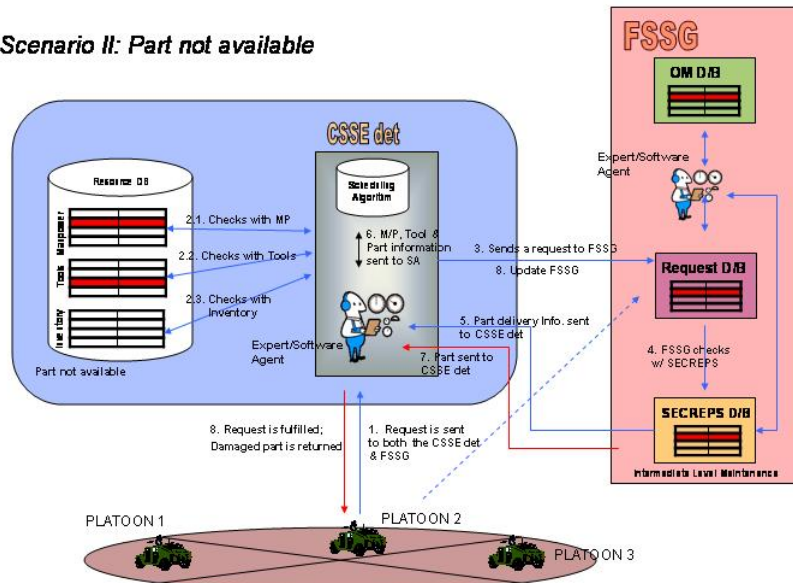 Scenario II: Part not available
FSSG
OM D/B
Expert/Software
Agent
Request D/B
4. FSSG checks
w/ SECREPS
SECREPS D/B
Intermediate Level Maintenance
CSSE det
Scheduling
Algorithm
6. M/P, Tool &
Part information
sent to SA
Expert/Software
Agent
Resource DB
Manpower
Tools
Inventory
Part not available
2.1. Checks with MP
2.2. Checks with Tools
2.3. Checks with
Inventory
3. Sends a request to FSSG
8. Update FSSG
5. Part delivery Info. sent
to CSSE det
7. Part sent to
CSSE det
8. Request is fulfilled;
Damaged part is returned
1. Request is sent
to both the CSSE det
& FSSG
PLATOON 1
PLATOON 2
PLATOON 3